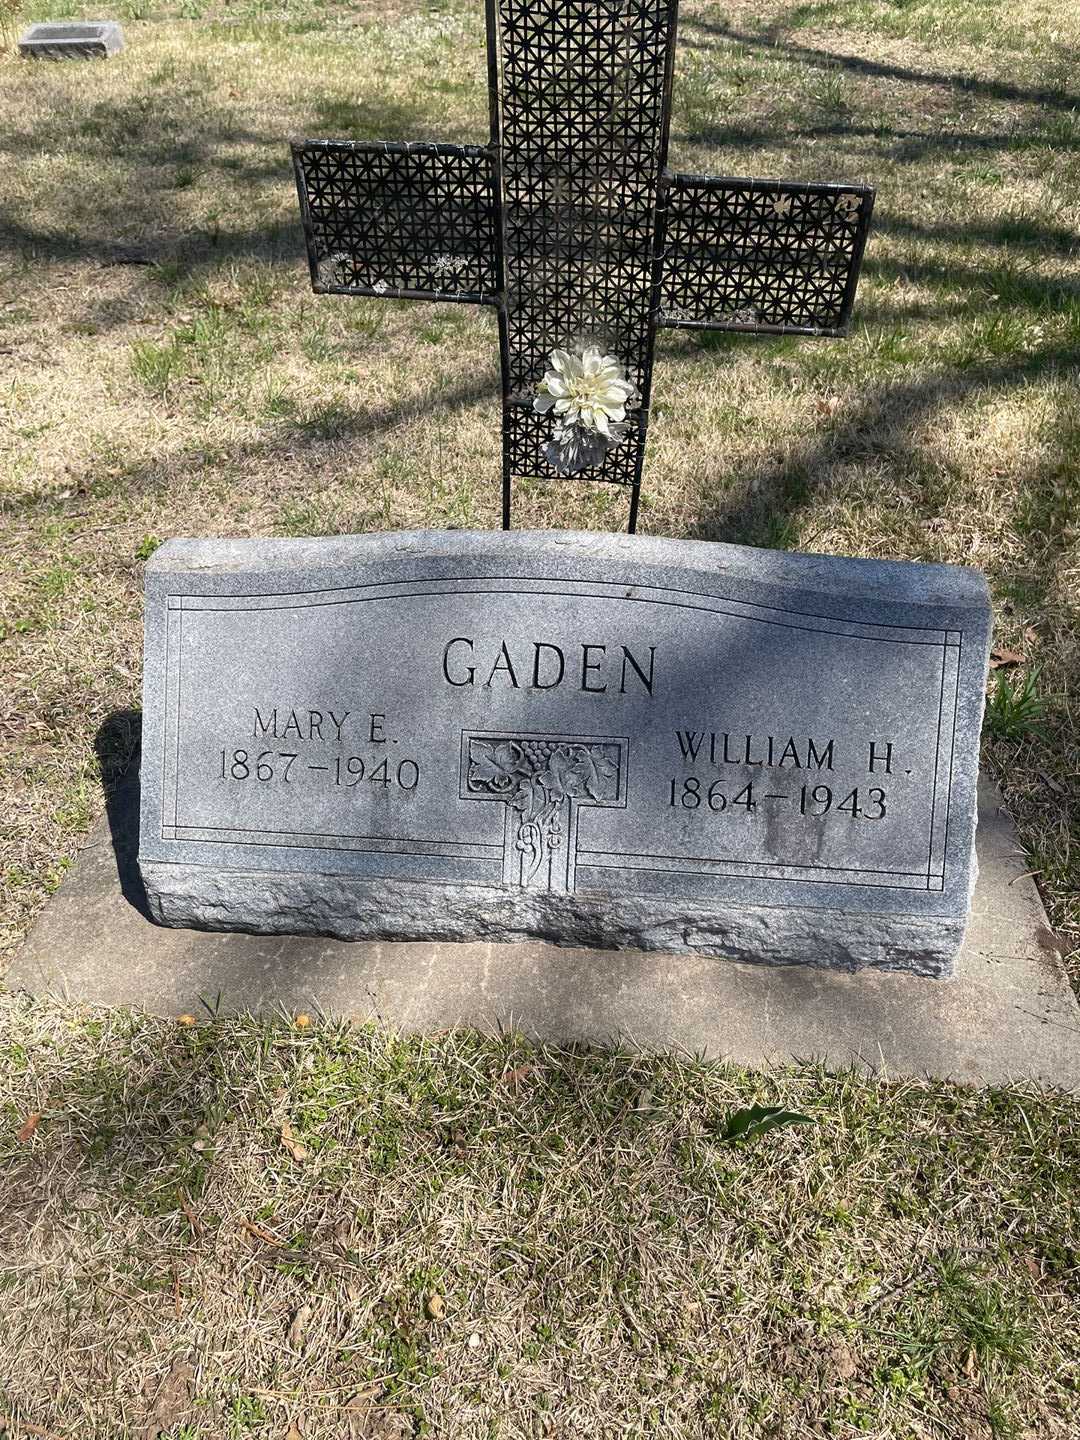 GADEN
MARY E.
1867-1940
WILLIAM H.
1864-1943